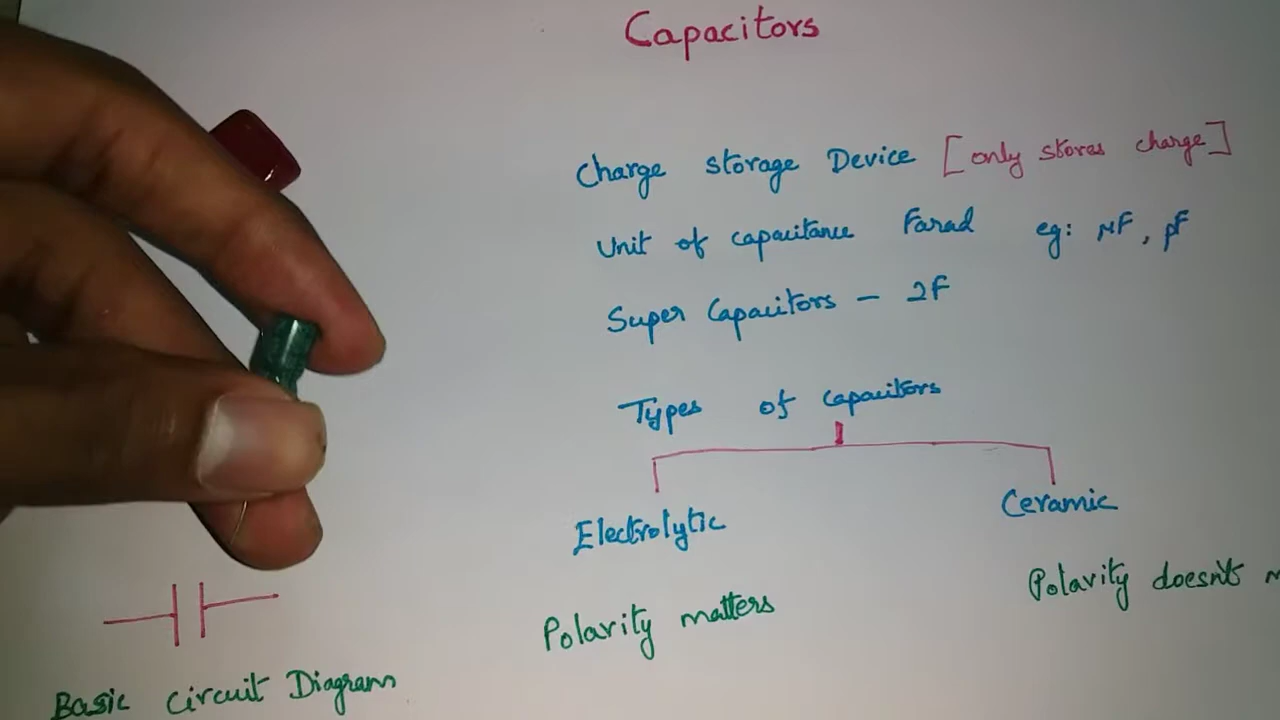 Capacitors
Charge storage Device [only stores charge]
Unit of capacitance Farad eg: μF, pF
Super Capacitors - 2F
Types of capacitors
Electrolytic
Ceramic
Polarity matters
Polarity doesn't
Basic Circuit Diagram